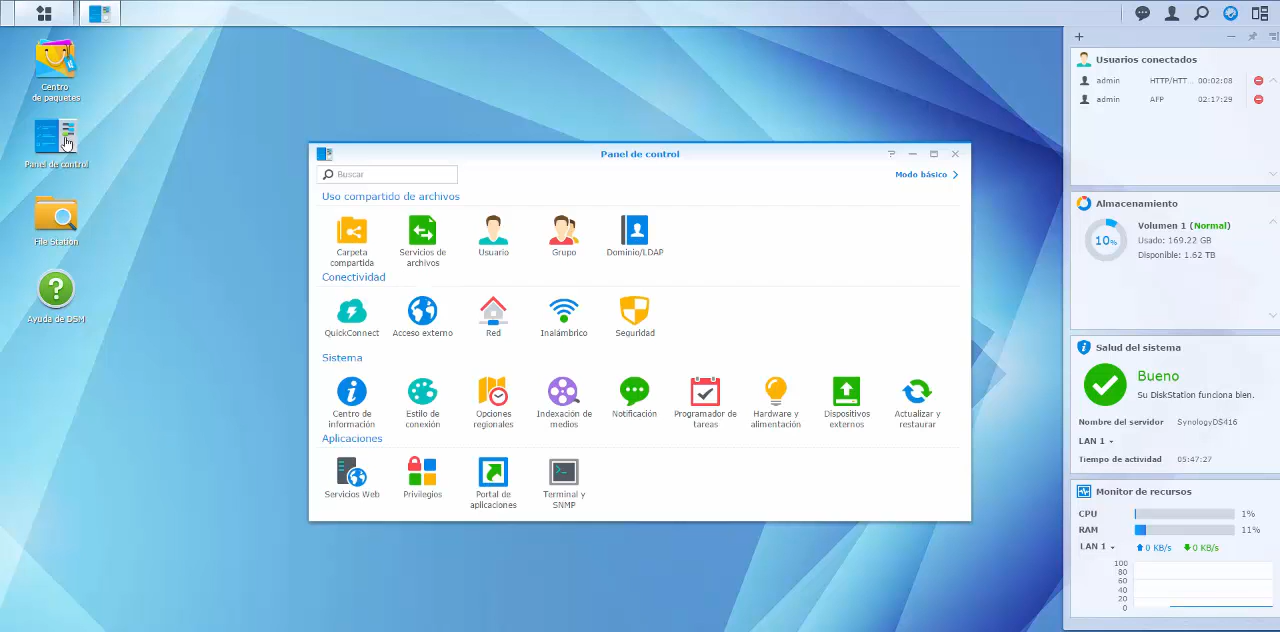 Centro
de paquetes
Panel de control
File Station
Ayuda de DSM
Panel de control
Buscar
Modo básico
Uso compartido de archivos
Carpeta
compartida
Servicios de
archivos
Usuario
Grupo
Dominio/LDAP
Conectividad
QuickConnect
Acceso externo
Red
Inalámbrico
Seguridad
Sistema
Centro de
información
Estilo de
conexión
Opciones
regionales
Indexación de
medios
Notificación
Programador de
tareas
Hardware y
alimentación
Dispositivos
externos
Actualizar y
restaurar
Aplicaciones
Servicios Web
Privilegios
Portal de
aplicaciones
Terminal y
SNMP
Usuarios conectados
admin HTTP/HTT... 00:02:08
admin AFP 02:17:29
Almacenamiento
10%
Volumen 1 (Normal)
Usado: 169.22 GB
Disponible: 1.62 TB
Salud del sistema
Bueno
Su DiskStation funciona bien.
Nombre del servidor SynologyDS416
LAN 1
Tiempo de actividad 05:47:27
Monitor de recursos
CPU 1%
RAM 11%
LAN 1 0 KB/s 0 KB/s
100
80
60
40
20
0